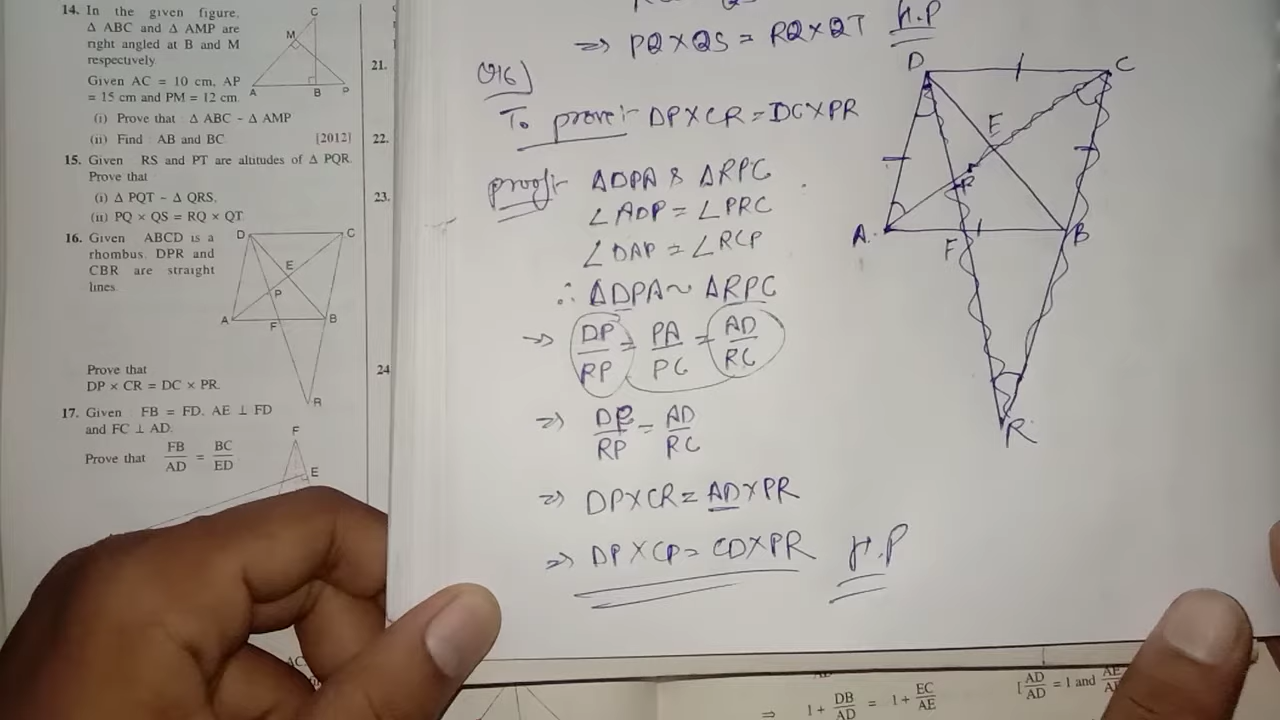 14. In the given figure,
Δ ABC and Δ AMP are
right angled at B and M
respectively.
Given AC = 10 cm, AP
= 15 cm and PM = 12 cm.
(i) Prove that : Δ ABC ~ Δ AMP
(ii) Find : AB and BC. [2012]
15. Given : RS and PT are altitudes of Δ PQR.
Prove that :
(i) Δ PQT ~ Δ QRS,
(ii) PQ × QS = RQ × QT.
16. Given : ABCD is a
rhombus. DPR and
CBR are straight
lines.
Prove that :
DP × CR = DC × PR.
17. Given : FB = FD, AE ⊥ FD
and FC ⊥ AD.
Prove that : FB/AD = BC/ED
C
M
A B P
D C
E
P
A F B
R
F
E
21.
22.
23.
24
=> PQ × QS = RQ × QT H.P
Q16)
To prove:- DP×CR = DC×PR
Proof:- ΔDPA & ΔRPC
∠ADP = ∠PRC
∠DAP = ∠RCP
∴ ΔDPA ~ ΔRPC
=> DP/RP = PA/PC = AD/RC
=> DP/RP = AD/RC
=> DP×CR = AD×PR
=> DP×CP = CD×PR H.P
D C
E
P
A F B
R
⇒ 1 + DB/AD = 1 + EC/AE
[AD/AD = 1 and